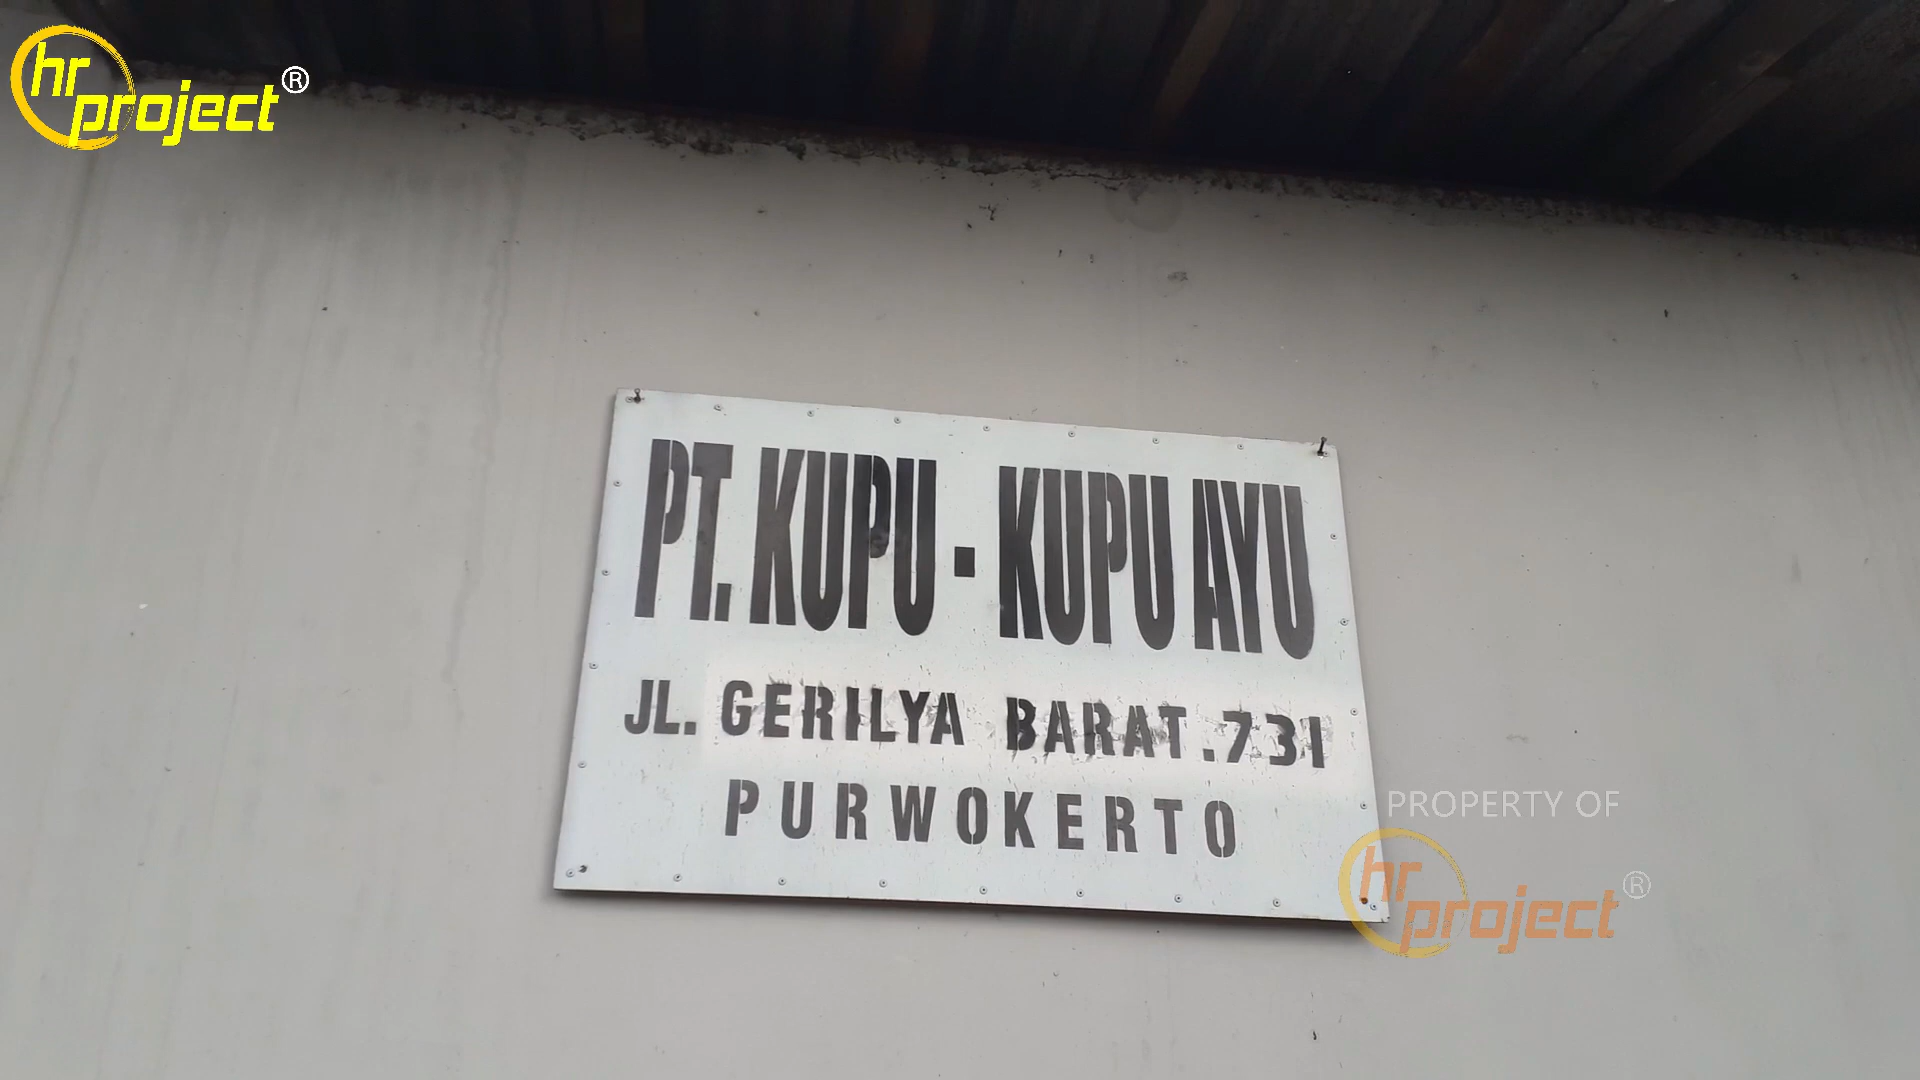 hr project®
PT. KUPU - KUPU AYU
JL. GERILYA BARAT .731
PURWOKERTO
PROPERTY OF
hr project®